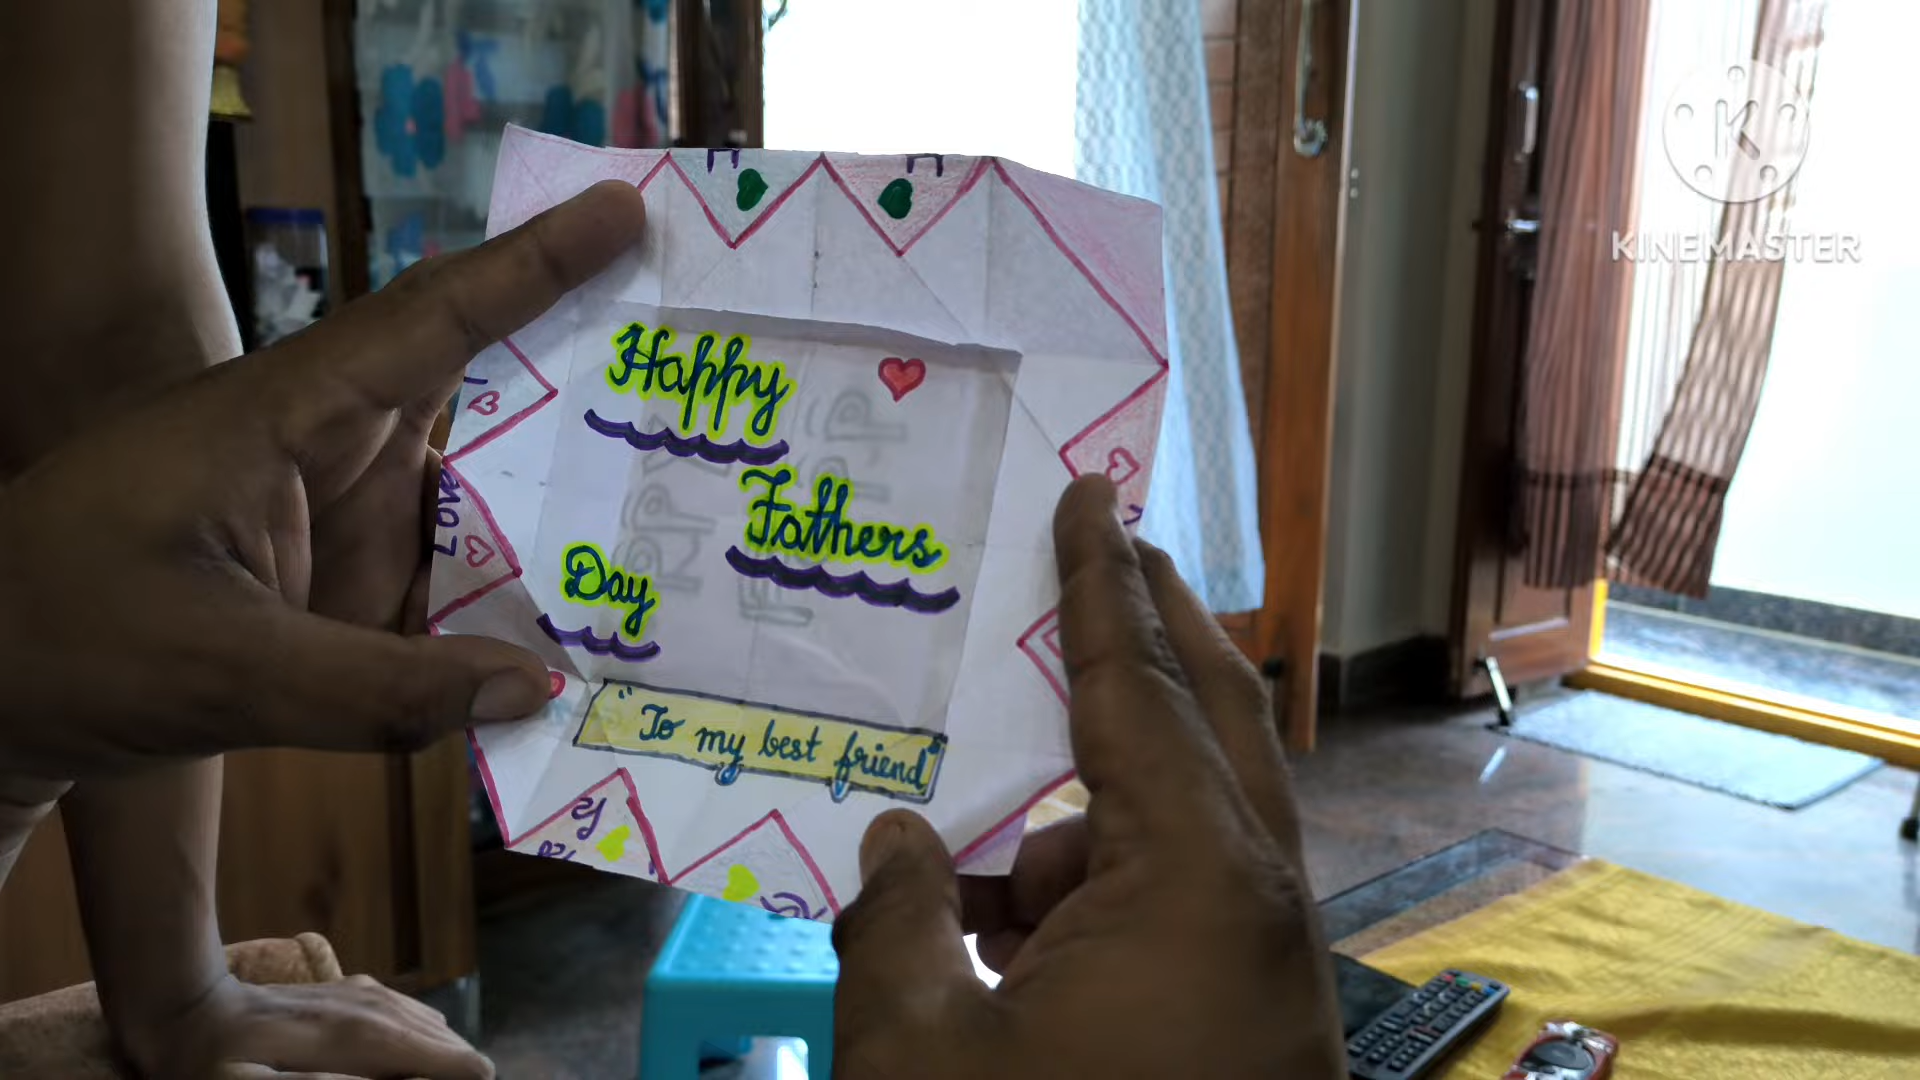 KINEMASTER
Happy
Fathers
Day
"To my best friend"
Love